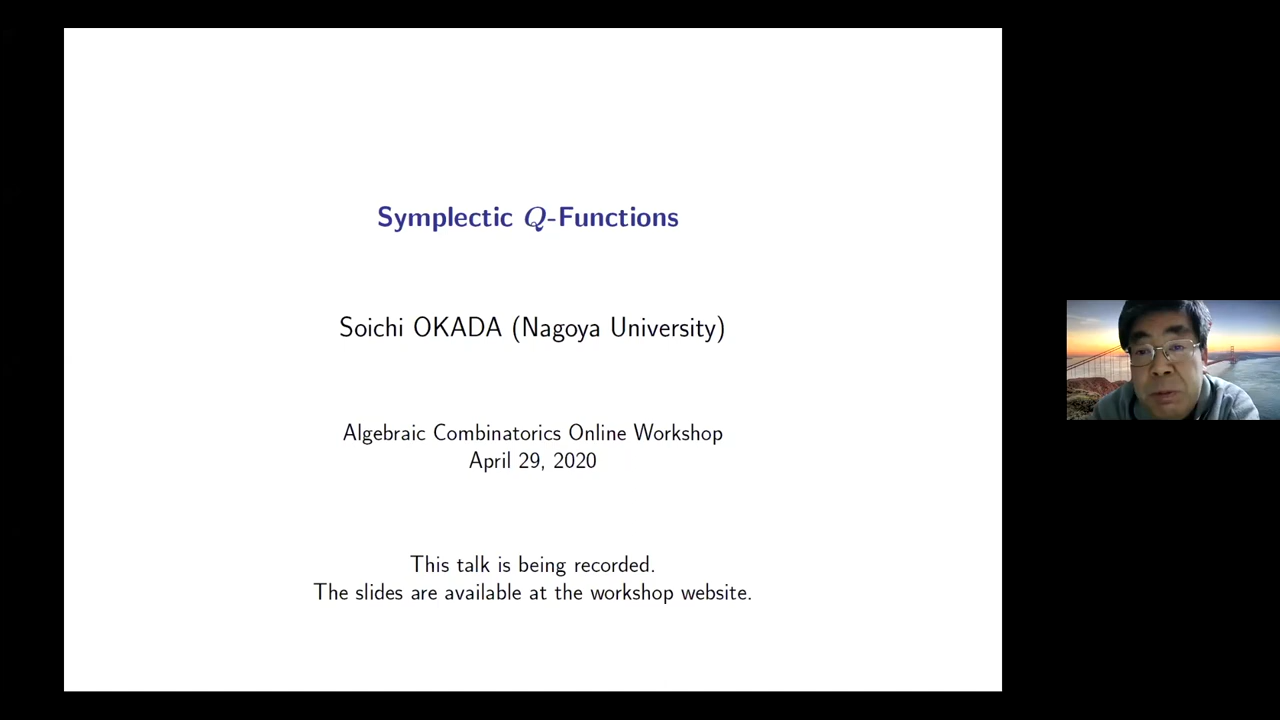 Symplectic Q-Functions
Soichi OKADA (Nagoya University)
Algebraic Combinatorics Online Workshop
April 29, 2020
This talk is being recorded.
The slides are available at the workshop website.